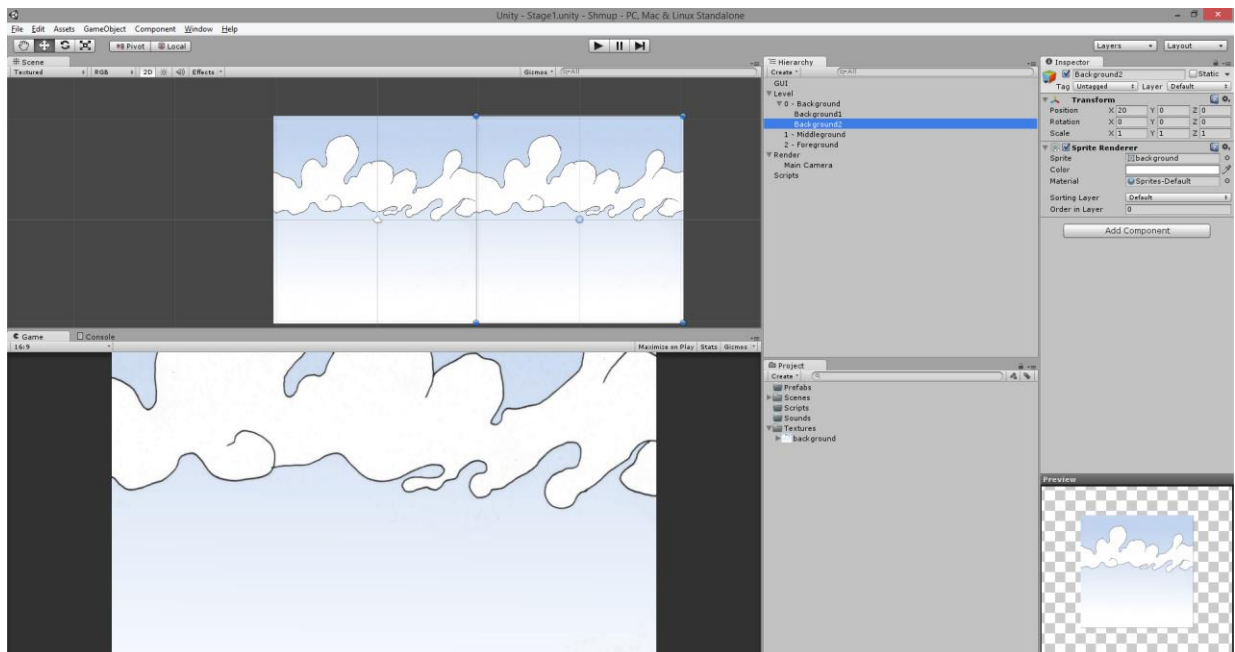 Unity - Stage1.unity - Shmup - PC, Mac & Linux Standalone
File Edit Assets GameObject Component Window Help
Pivot Local
Layers Layout
Scene
Textured RGB 2D Effects Gizmos All
Hierarchy
Create All
GUI
Level
0 - Background
Background1
Background2
1 - Middleground
2 - Foreground
Render
Main Camera
Scripts
Inspector
Background2 Static
Tag Untagged Layer Default
Transform
Position X 20 Y 0 Z 0
Rotation X 0 Y 0 Z 0
Scale X 1 Y 1 Z 1
Sprite Renderer
Sprite background
Color
Material Sprites-Default
Sorting Layer Default
Order in Layer 0
Add Component
Game Console
16:9 Maximize on Play Stats Gizmos
Project
Create
Prefabs
Scenes
Scripts
Sounds
Textures
background
Preview